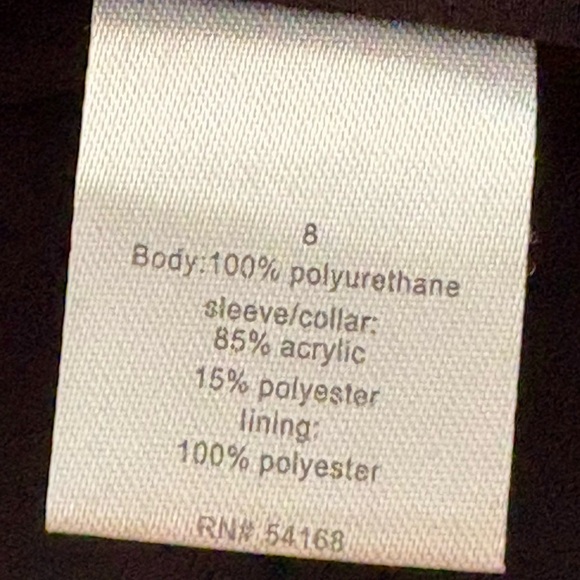 8
Body:100% polyurethane
sleeve/collar:
85% acrylic
15% polyester
lining:
100% polyester
RN# 54168